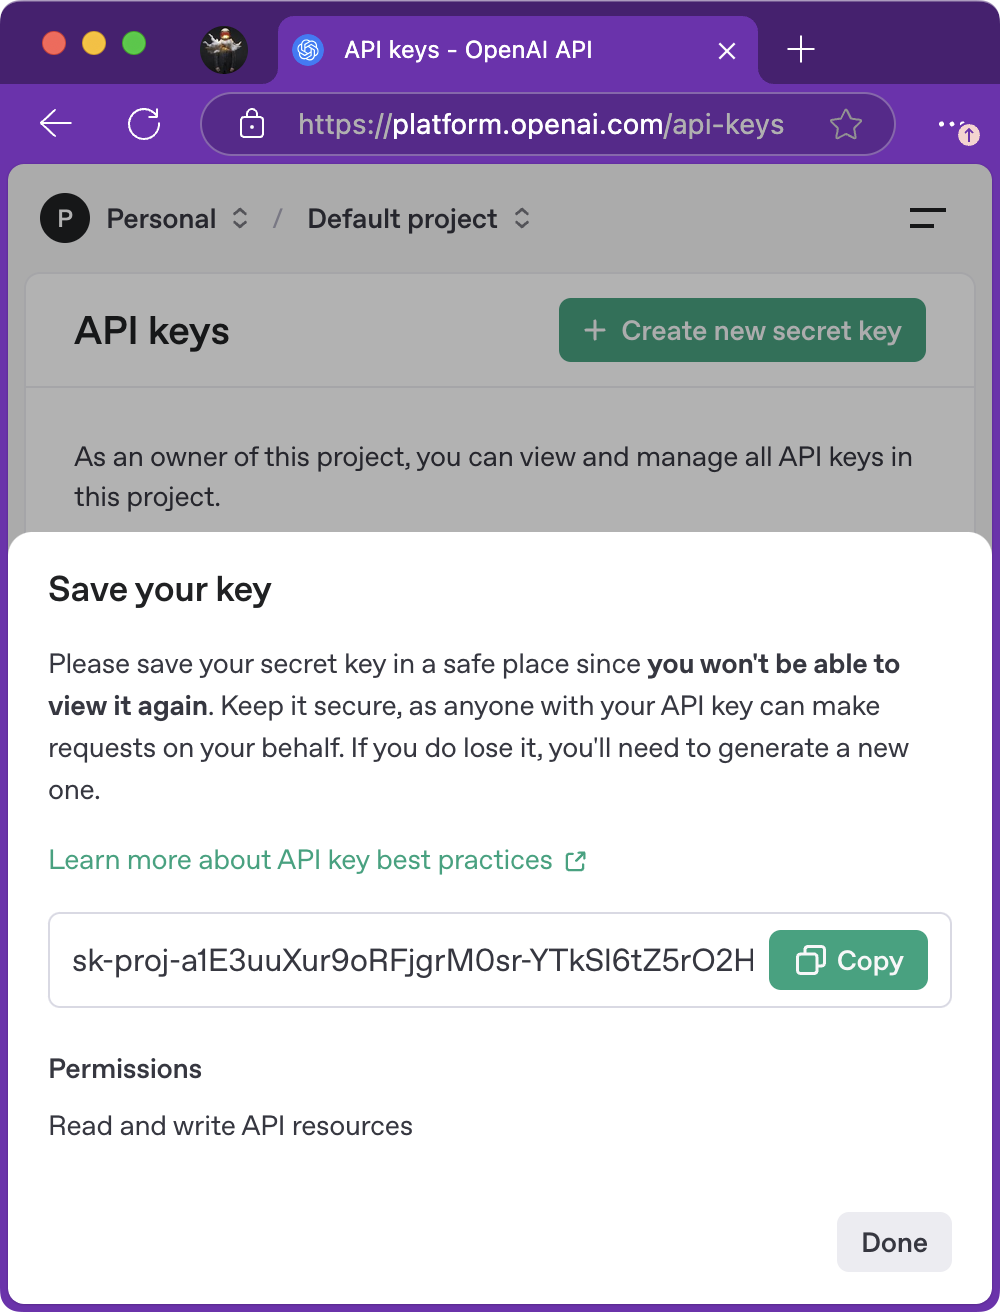 API keys - OpenAI API
https://platform.openai.com/api-keys
P Personal / Default project
API keys
+ Create new secret key
As an owner of this project, you can view and manage all API keys in
this project.
Save your key
Please save your secret key in a safe place since you won't be able to
view it again. Keep it secure, as anyone with your API key can make
requests on your behalf. If you do lose it, you'll need to generate a new
one.
Learn more about API key best practices
sk-proj-a1E3uuXur9oRFjgrM0sr-YTkSl6tZ5rO2H
Copy
Permissions
Read and write API resources
Done